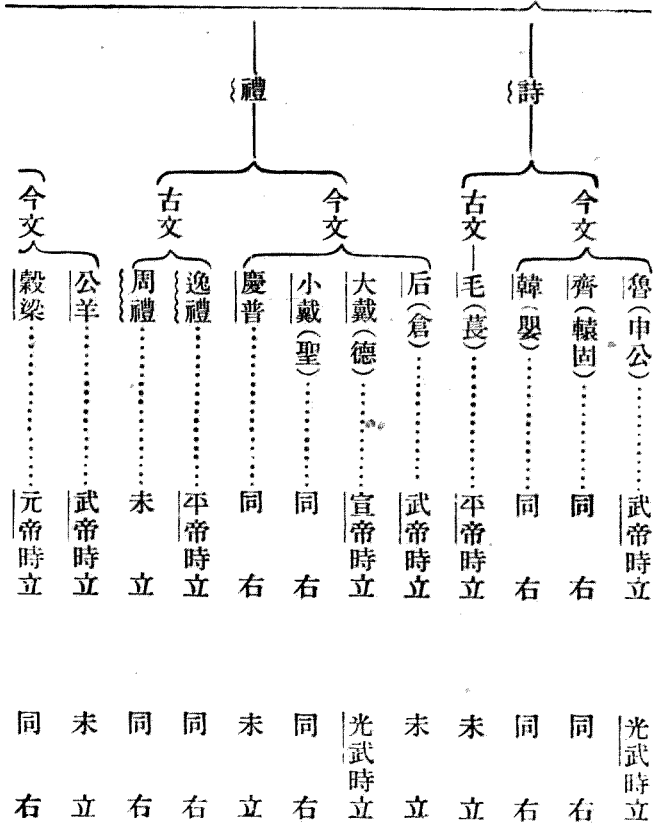 詩
今文
魯(申公)………武帝時立　光武時立
齊(轅固)………同右　同右
韓(嬰)………同右　同右
古文—毛(萇)………平帝時立　未立
禮
今文
后(倉)………武帝時立　未立
大戴(德)………宣帝時立　光武時立
小戴(聖)………同右　同右
慶普………同右　未立
古文
逸禮………平帝時立　同右
周禮………未立　同右
今文
公羊………武帝時立　未立
穀梁………元帝時立　同右